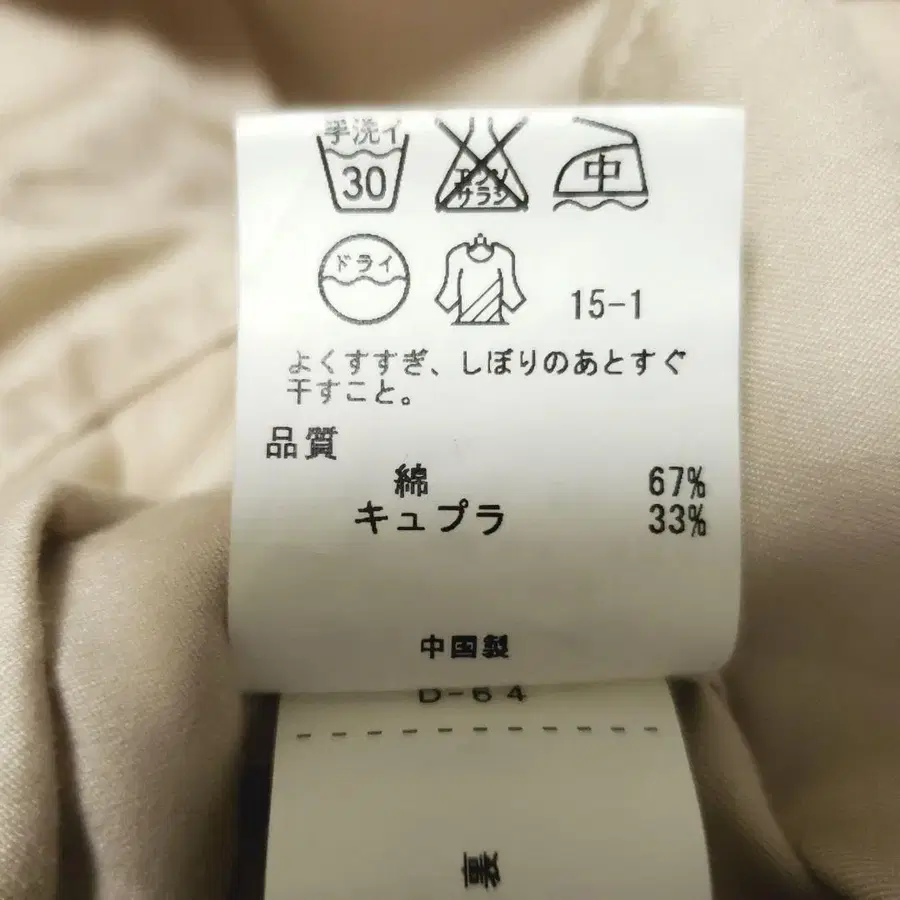 手洗イ
30
エンソ
サラシ
中
ドライ
15-1
よくすすぎ、しぼりのあとすぐ
干すこと。
品質
綿 67%
キュプラ 33%
中国製
D-64
裏